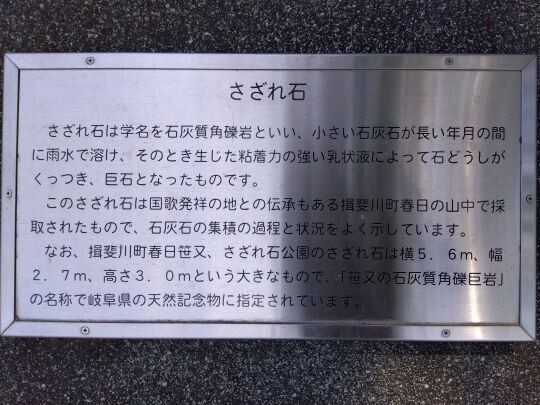 さざれ石
さざれ石は学名を石灰質角礫岩といい、小さい石灰石が長い年月の間
に雨水で溶け、そのとき生じた粘着力の強い乳状液によって石どうしが
くっつき、巨石となったものです。
このさざれ石は国歌発祥の地との伝承もある揖斐川町春日の山中で採
取されたもので、石灰石の集積の過程と状況をよく示しています。
なお、揖斐川町春日笹又、さざれ石公園のさざれ石は横５．６ｍ、幅
２．７ｍ、高さ３．０ｍという大きなもので、「笹又の石灰質角礫巨岩」
の名称で岐阜県の天然記念物に指定されています。